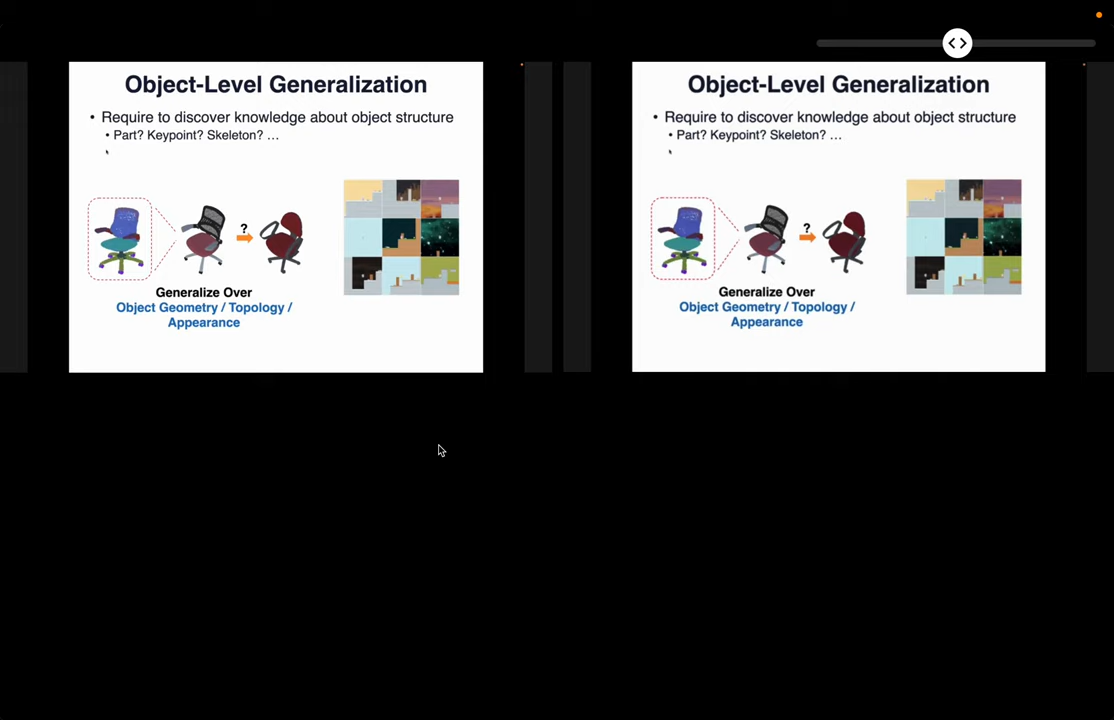 Object-Level Generalization
• Require to discover knowledge about object structure
• Part? Keypoint? Skeleton? …
?
Generalize Over
Object Geometry / Topology /
Appearance
Object-Level Generalization
• Require to discover knowledge about object structure
• Part? Keypoint? Skeleton? …
?
Generalize Over
Object Geometry / Topology /
Appearance